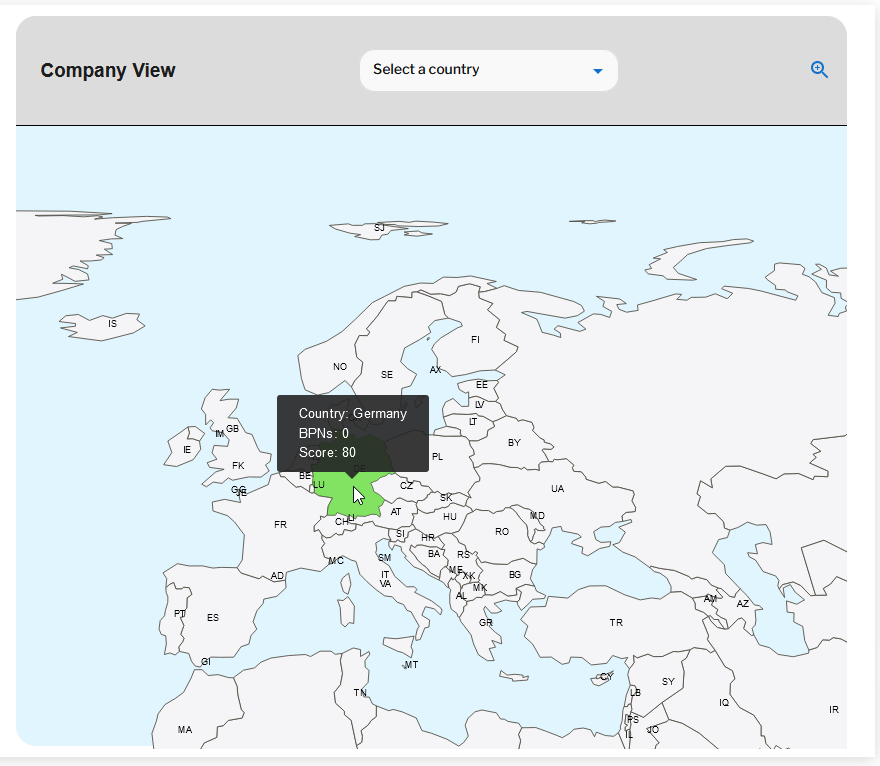 Company View
Select a country
SJ
IS
FI
NO
SE
AX
EE
LV
LT
Country: Germany
BPNs: 0
Score: 80
GB
IM
IE
BY
PL
FK
DE
BE
LU
CZ
UA
GG
JE
SK
AT
HU
MD
LI
CH
FR
RO
SI
HR
BA
RS
SM
MC
ME
XK
BG
IT
VA
AD
MK
AL
AM
AZ
PT
ES
GR
TR
GI
MT
CY
SY
LB
TN
IQ
IR
PS
MA
JO
IL